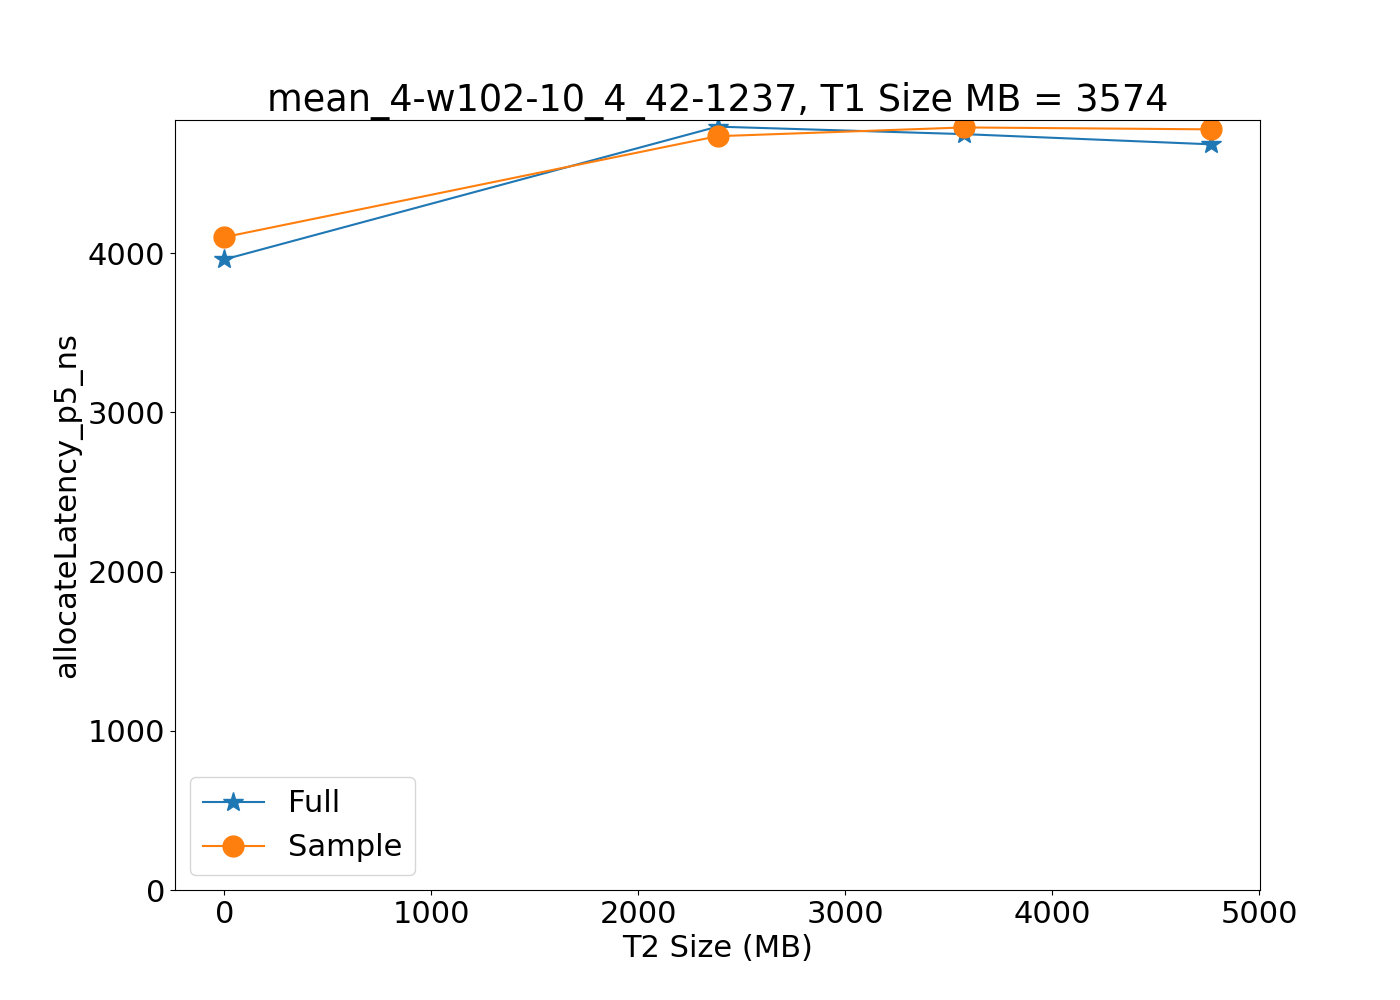 mean_4-w102-10_4_42-1237, T1 Size MB = 3574
allocateLatency_p5_ns
4000
3000
2000
1000
0
Full
Sample
0 1000 2000 3000 4000 5000
T2 Size (MB)